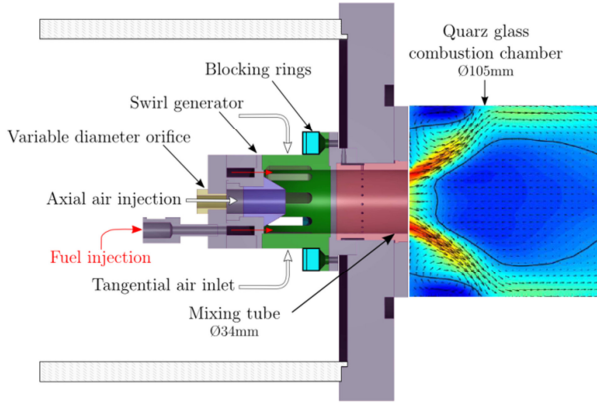 Quarz glass
combustion chamber
Ø105mm
Blocking rings
Swirl generator
Variable diameter orifice
Axial air injection
Fuel injection
Tangential air inlet
Mixing tube
Ø34mm